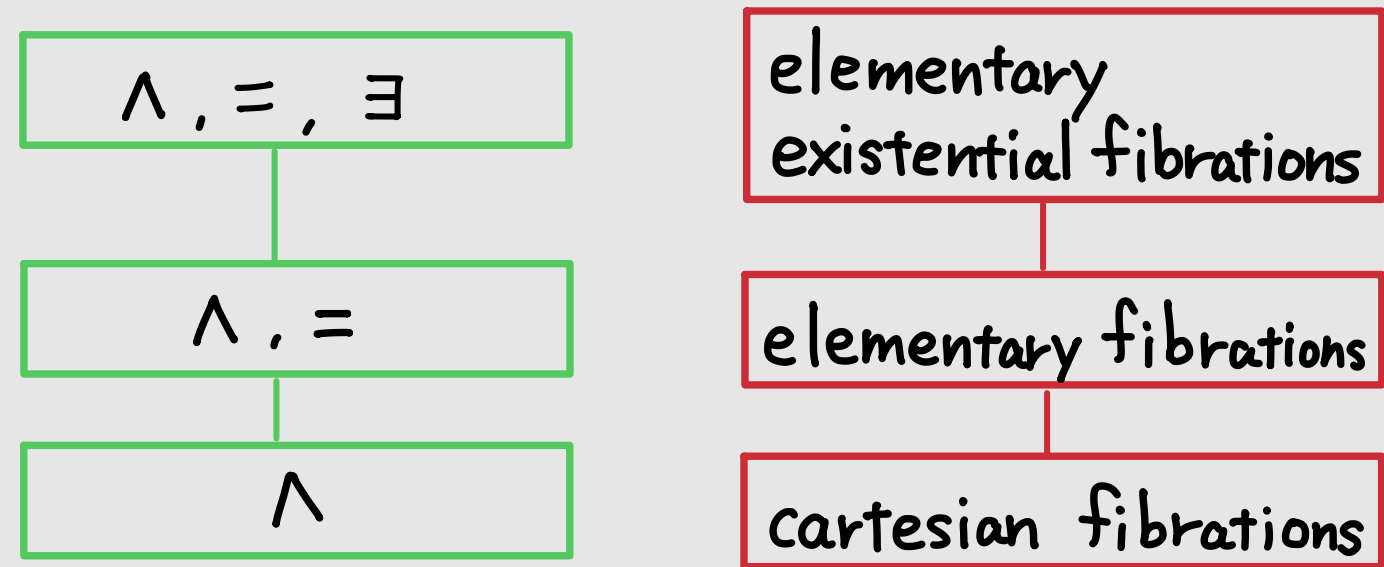 ∧ , = , ∃
elementary
existential fibrations
∧ , =
elementary fibrations
∧
cartesian fibrations